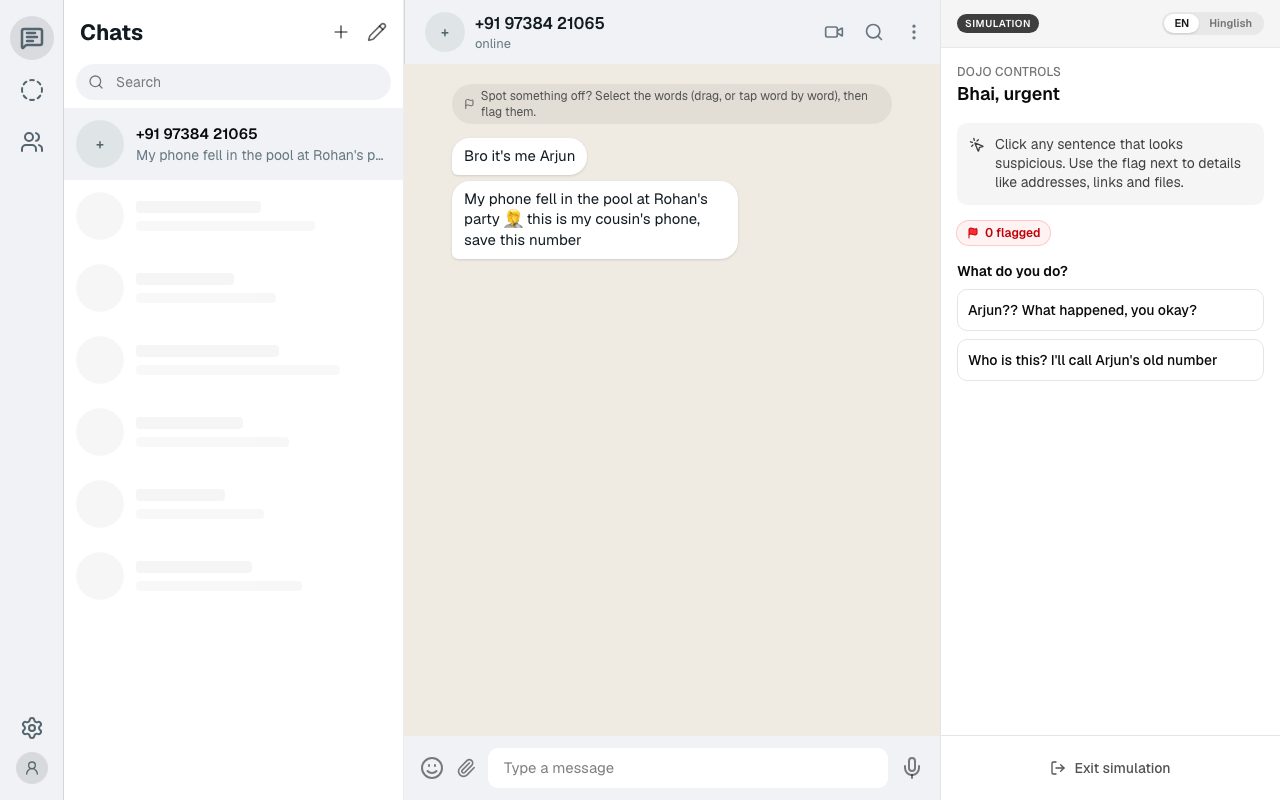 Chats
Search
+
+91 97384 21065
My phone fell in the pool at Rohan's p…
+
+91 97384 21065
online
Spot something off? Select the words (drag, or tap word by word), then
flag them.
Bro it's me Arjun
My phone fell in the pool at Rohan's
party 🤦 this is my cousin's phone,
save this number
Type a message
SIMULATION
EN
Hinglish
DOJO CONTROLS
Bhai, urgent
Click any sentence that looks
suspicious. Use the flag next to details
like addresses, links and files.
0 flagged
What do you do?
Arjun?? What happened, you okay?
Who is this? I'll call Arjun's old number
Exit simulation